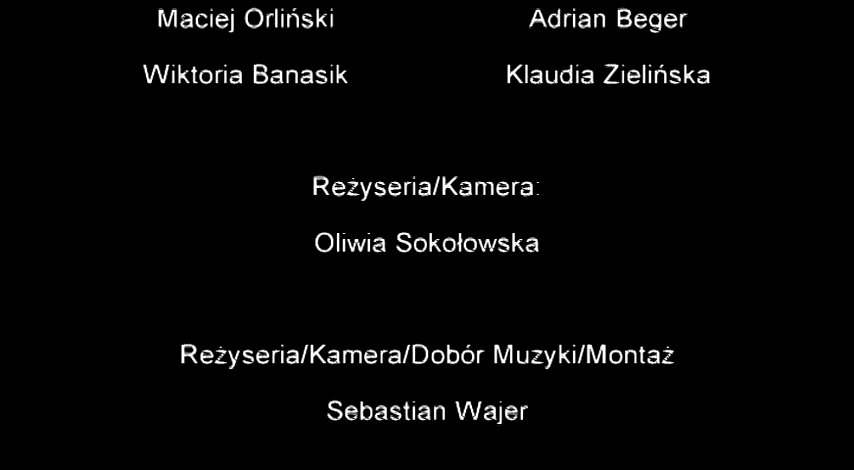 Maciej Orliński Adrian Beger
Wiktoria Banasik Klaudia Zielińska
Reżyseria/Kamera:
Oliwia Sokołowska
Reżyseria/Kamera/Dobór Muzyki/Montaż
Sebastian Wajer